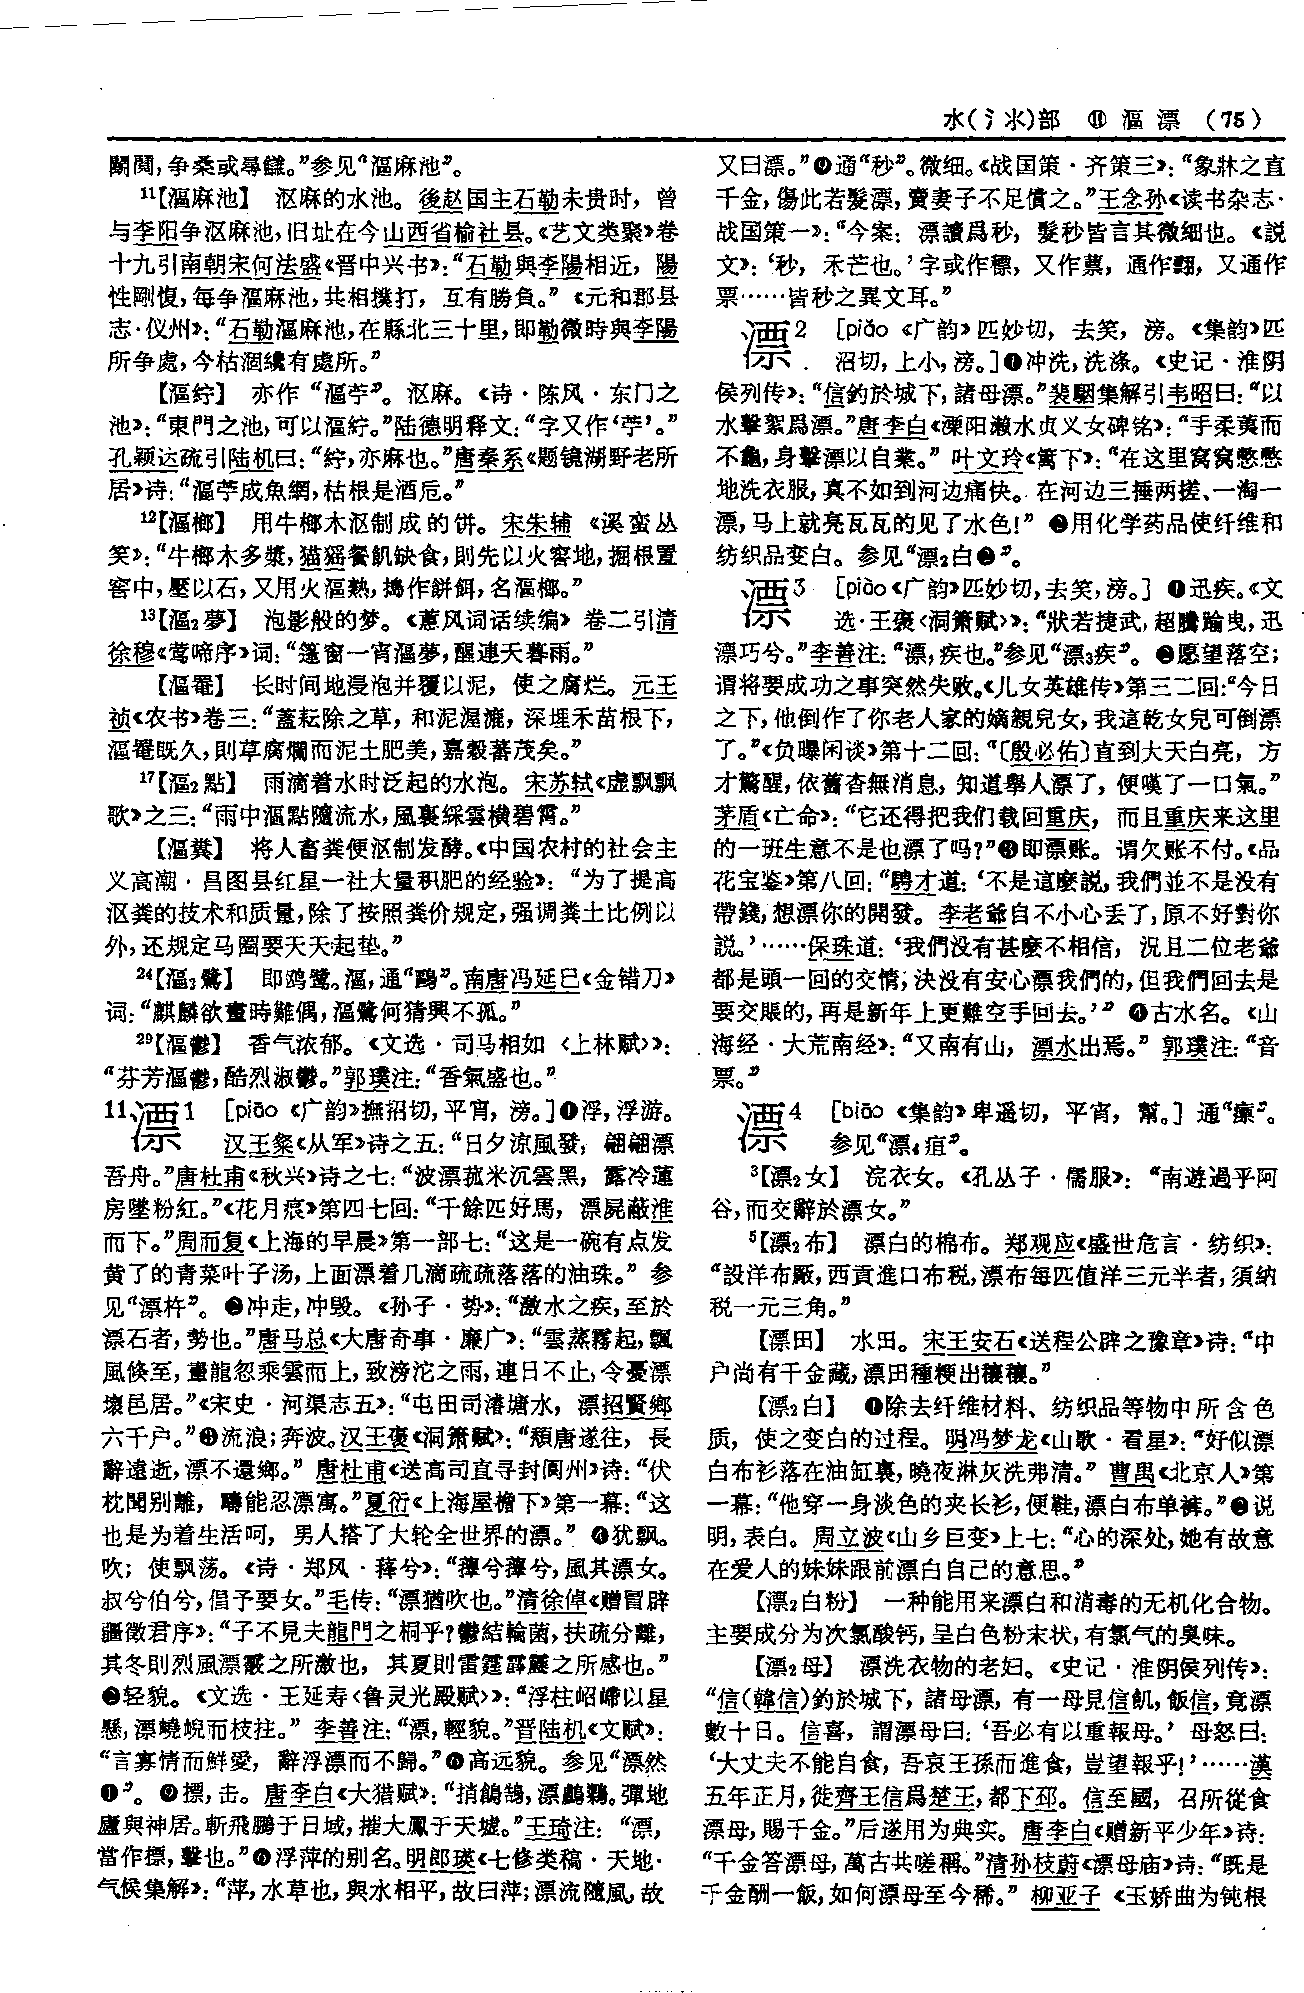 水(氵氺)部　⑪　漚　漂　(75)
鬭鬩,争桑或尋讎。”参见“漚麻池”。
11【漚麻池】　沤麻的水池。後赵国主石勒未贵时，曾
与李阳争沤麻池,旧址在今山西省榆社县。《艺文类聚》卷
十九引南朝宋何法盛《晋中兴书》:“石勒與李陽相近，陽
性剛愎,每争漚麻池,共相撲打，互有勝負。”《元和郡县
志·仪州》:“石勒漚麻池,在縣北三十里,即勒微時與李陽
所争處,今枯涸纔有處所。”
【漚紵】　亦作“漚苧”。沤麻。《诗·陈风·东门之
池》:“東門之池,可以漚紵。”陆德明释文:“字又作‘苧’。”
孔颖达疏引陆机曰:“紵,亦麻也。”唐秦系《题镜湖野老所
居》诗:“漚苧成魚網,枯根是酒卮。”
12【漚榔】　用牛榔木沤制成的饼。宋朱辅《溪蛮丛
笑》:“牛榔木多漿,猫猺餐飢缺食,則先以火窖地,掘根置
窖中,壓以石,又用火漚熟,搗作餅餌,名漚榔。”
13【漚2夢】　泡影般的梦。《蕙风词话续编》卷二引清
徐穆《莺啼序》词:“篷窗一宵漚夢,醒連天暮雨。”
【漚罨】　长时间地浸泡并覆以泥，使之腐烂。元王
祯《农书》卷三:“蓋耘除之草，和泥渥漉，深埋禾苗根下，
漚罨既久,則草腐爛而泥土肥美,嘉穀蕃茂矣。”
17【漚2點】　雨滴着水时泛起的水泡。宋苏轼《虚飘飘
歌》之三:“雨中漚點隨流水,風裏綵雲横碧霄。”
【漚糞】　将人畜粪便沤制发酵。《中国农村的社会主
义高潮·昌图县红星一社大量积肥的经验》:“为了提高
沤粪的技术和质量,除了按照粪价规定,强调粪土比例以
外,还规定马圈要天天起垫。”
24【漚3鷺】　即鸥鹭。漚,通“鷗”。南唐冯延巳《金错刀》
词:“麒麟欲畫時難偶,漚鷺何猜興不孤。”
29【漚鬱】　香气浓郁。《文选·司马相如〈上林赋〉》:
“芬芳漚鬱,酷烈淑鬱。”郭璞注:“香氣盛也。”
11漂1　[piāo《广韵》撫招切,平宵，滂。]❶浮,浮游。
汉王粲《从军》诗之五:“日夕涼風發，翩翩漂
吾舟。”唐杜甫《秋兴》诗之七:“波漂菰米沉雲黑，露冷蓮
房墜粉紅。”《花月痕》第四七回:“千餘匹好馬，漂屍蔽淮
而下。”周而复《上海的早晨》第一部七:“这是一碗有点发
黄了的青菜叶子汤,上面漂着几滴疏疏落落的油珠。”参
见“漂杵”。❷冲走,冲毁。《孙子·势》:“激水之疾,至於
漂石者,勢也。”唐马总《大唐奇事·廉广》:“雲蒸霧起,飄
風倏至,畫龍忽乘雲而上,致滂沱之雨,連日不止,令憂漂
壞邑居。”《宋史·河渠志五》:“屯田司濬塘水，漂招賢鄉
六千户。”❸流浪;奔波。汉王褒《洞箫赋》:“頹唐遂往，長
辭遠逝,漂不還鄉。”唐杜甫《送高司直寻封阆州》诗:“伏
枕聞别離，疇能忍漂寓。”夏衍《上海屋檐下》第一幕:“这
也是为着生活呵，男人搭了大轮全世界的漂。”❹犹飘。
吹；使飘荡。《诗·郑风·萚兮》:“蘀兮蘀兮,風其漂女。
叔兮伯兮,倡予要女。”毛传:“漂猶吹也。”清徐倬《赠冒辟
疆徵君序》:“子不見夫龍門之桐乎?鬱結輪菌,扶疏分離，
其冬則烈風漂霰之所激也，其夏則雷霆霹靂之所感也。”
❺轻貌。《文选·王延寿〈鲁灵光殿赋〉》:“浮柱岹嵽以星
懸,漂嶢峴而枝拄。”李善注:“漂,輕貌。”晋陆机《文赋》:
“言寡情而鮮愛，辭浮漂而不歸。”❻高远貌。参见“漂然
❶”。❼摽,击。唐李白《大猎赋》:“捎鶬鴰,漂鸕鶿。彈地
廬與神居。斬飛鵬于日域,摧大鳳于天墟。”王琦注:“漂，
當作摽,擊也。”❽浮萍的别名。明郎瑛《七修类稿·天地·
气候集解》:“萍,水草也,與水相平,故曰萍;漂流隨風,故
又曰漂。”❾通“秒”。微细。《战国策·齐策三》:“象牀之直
千金,傷此若髮漂，賣妻子不足償之。”王念孙《读书杂志·
战国策一》:“今案：漂讀爲秒，髮秒皆言其微細也。《説
文》:‘秒，禾芒也。’字或作標，又作蔈，通作翲，又通作
票……皆秒之異文耳。”
漂2　[piǎo《广韵》匹妙切，去笑，滂。《集韵》匹
沼切,上小,滂。]❶冲洗,洗涤。《史记·淮阴
侯列传》:“信釣於城下,諸母漂。”裴駰集解引韦昭曰:“以
水擊絮爲漂。”唐李白《溧阳濑水贞义女碑铭》:“手柔荑而
不龜,身擊漂以自業。”叶文玲《篱下》:“在这里窝窝憋憋
地洗衣服,真不如到河边痛快。在河边三捶两搓、一淘一
漂,马上就亮瓦瓦的见了水色!”❷用化学药品使纤维和
纺织品变白。参见“漂2白❷”。
漂3　[piào《广韵》匹妙切,去笑,滂。]❶迅疾。《文
选·王褒〈洞箫赋〉》:“狀若捷武,超騰踰曳,迅
漂巧兮。”李善注:“漂,疾也。”参见“漂3疾”。❷愿望落空；
谓将要成功之事突然失败。《儿女英雄传》第三二回:“今日
之下,他倒作了你老人家的嫡親兒女,我這乾女兒可倒漂
了。”《负曝闲谈》第十二回:“〔殷必佑〕直到大天白亮，方
才驚醒,依舊杳無消息，知道舉人漂了，便嘆了一口氣。”
茅盾《亡命》:“它还得把我们载回重庆，而且重庆来这里
的一班生意不是也漂了吗?”❸即漂账。谓欠账不付。《品
花宝鉴》第八回:“聘才道:‘不是這麼説,我們並不是没有
帶錢,想漂你的開發。李老爺自不小心丢了,原不好對你
説。’……保珠道:‘我們没有甚麽不相信，况且二位老爺
都是頭一回的交情,決没有安心漂我們的,但我們回去是
要交賬的,再是新年上更難空手回去。’”❹古水名。《山
海经·大荒南经》:“又南有山，漂水出焉。”郭璞注:“音
票。”
漂4　[biāo《集韵》卑遥切，平宵，幫。]通“瘭”。
参见“漂4疽”。
3【漂2女】　浣衣女。《孔丛子·儒服》:“南遊過乎阿
谷,而交辭於漂女。”
5【漂2布】　漂白的棉布。郑观应《盛世危言·纺织》:
“設洋布廠,西貢進口布税,漂布每匹值洋三元半者,須納
税一元三角。”
【漂田】　水田。宋王安石《送程公辟之豫章》诗:“中
户尚有千金藏,漂田種粳出穰穰。”
【漂2白】　❶除去纤维材料、纺织品等物中所含色
质，使之变白的过程。明冯梦龙《山歌·看星》:“好似漂
白布衫落在油缸裏,晓夜淋灰洗弗清。”曹禺《北京人》第
一幕:“他穿一身淡色的夹长衫,便鞋,漂白布单裤。”❷说
明,表白。周立波《山乡巨变》上七:“心的深处,她有故意
在爱人的妹妹跟前漂白自己的意思。”
【漂2白粉】　一种能用来漂白和消毒的无机化合物。
主要成分为次氯酸钙,呈白色粉末状,有氯气的臭味。
【漂2母】　漂洗衣物的老妇。《史记·淮阴侯列传》:
“信(韓信)釣於城下，諸母漂，有一母見信飢,飯信,竟漂
數十日。信喜，謂漂母曰:‘吾必有以重報母。’母怒曰:
‘大丈夫不能自食，吾哀王孫而進食，豈望報乎!’……漢
五年正月,徙齊王信爲楚王,都下邳。信至國，召所從食
漂母,賜千金。”后遂用为典实。唐李白《赠新平少年》诗:
“千金答漂母,萬古共嗟稱。”清孙枝蔚《漂母庙》诗:“既是
千金酬一飯,如何漂母至今稀。”柳亚子《玉娇曲为钝根